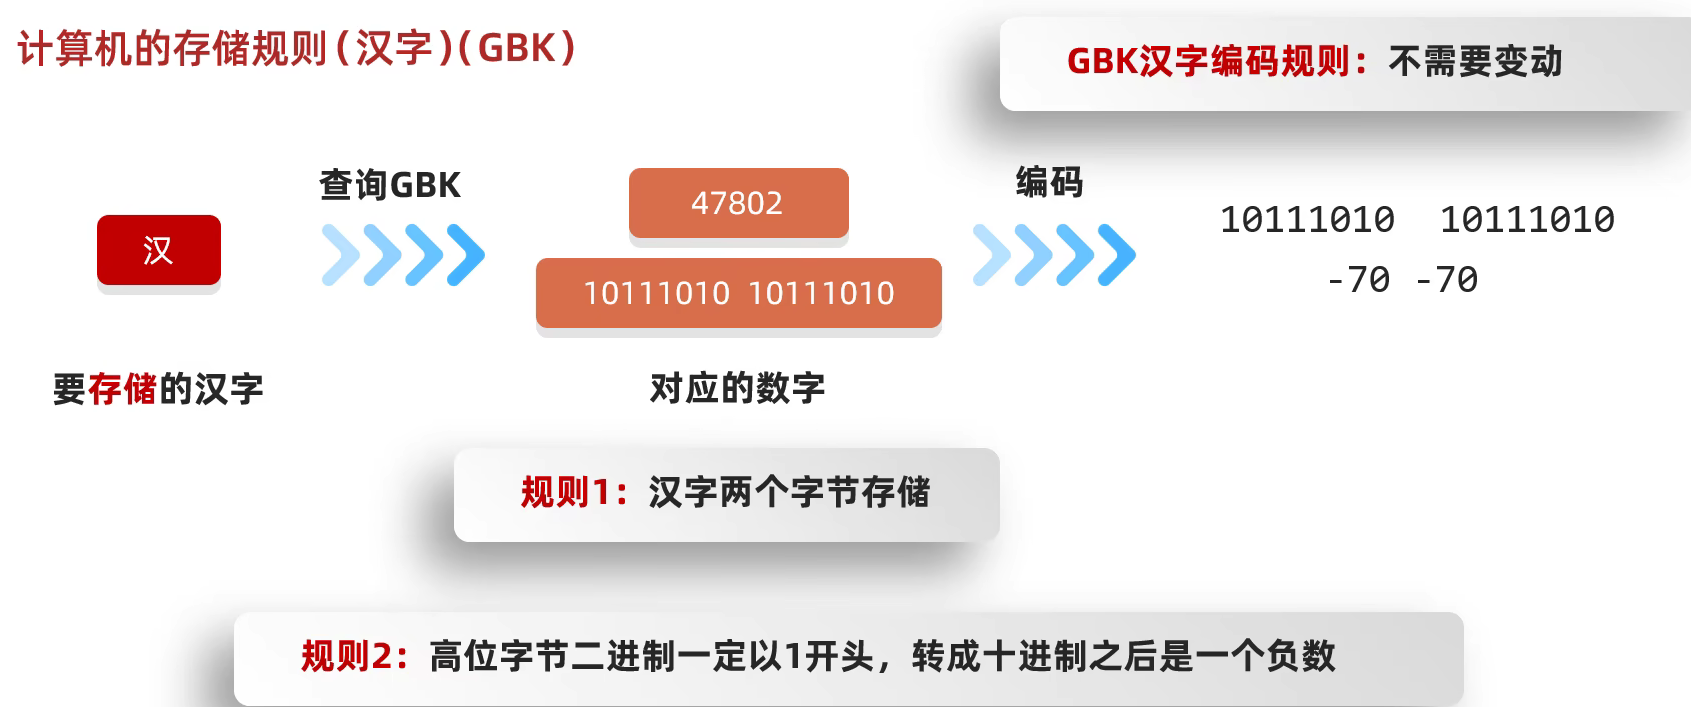 计算机的存储规则(汉字)(GBK)
GBK汉字编码规则：不需要变动
查询GBK
编码
汉
47802
10111010 10111010
10111010 10111010
-70 -70
要存储的汉字
对应的数字
规则1：汉字两个字节存储
规则2：高位字节二进制一定以1开头，转成十进制之后是一个负数